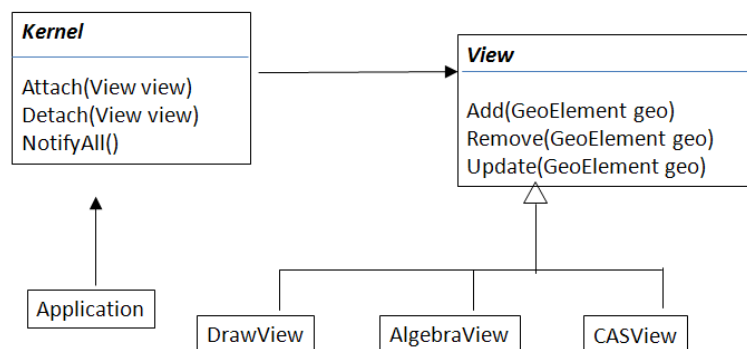 Kernel
Attach(View view)
Detach(View view)
NotifyAll()
View
Add(GeoElement geo)
Remove(GeoElement geo)
Update(GeoElement geo)
Application
DrawView
AlgebraView
CASView